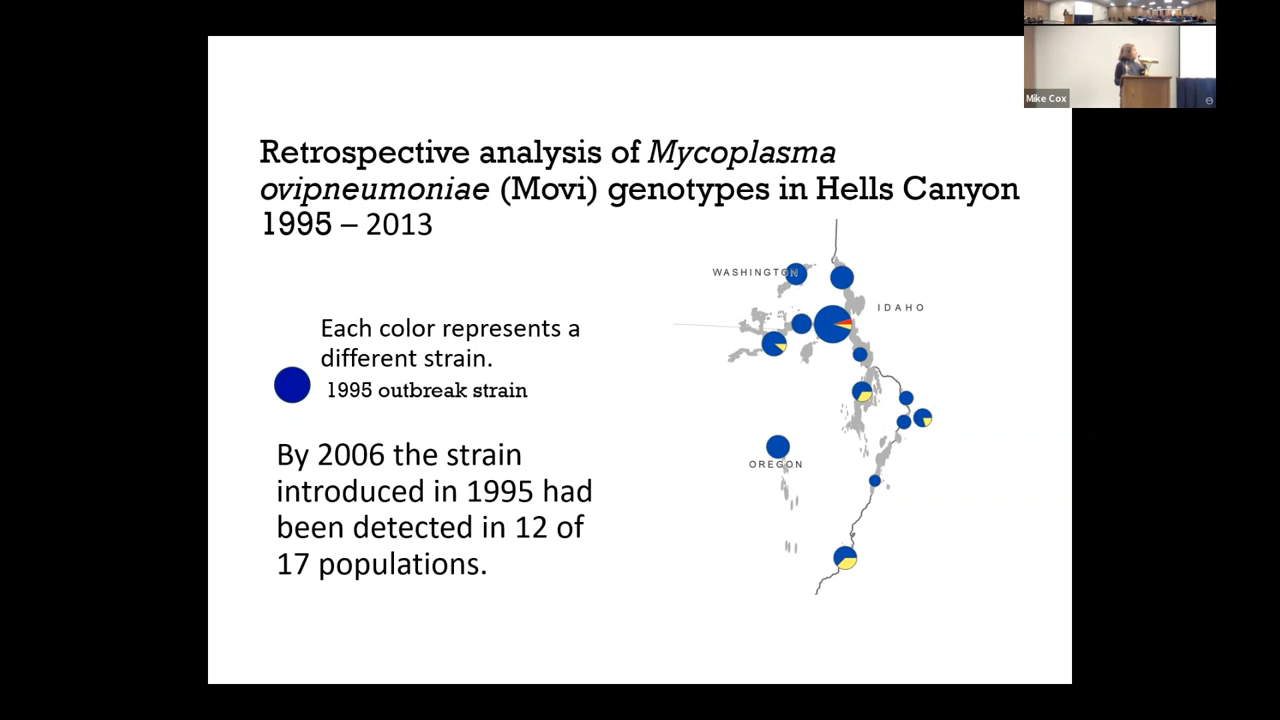 Mike Cox
Retrospective analysis of Mycoplasma
ovipneumoniae (Movi) genotypes in Hells Canyon
1995 – 2013
WASHINGTON
IDAHO
Each color represents a
different strain.
1995 outbreak strain
By 2006 the strain
introduced in 1995 had
been detected in 12 of
17 populations.
OREGON